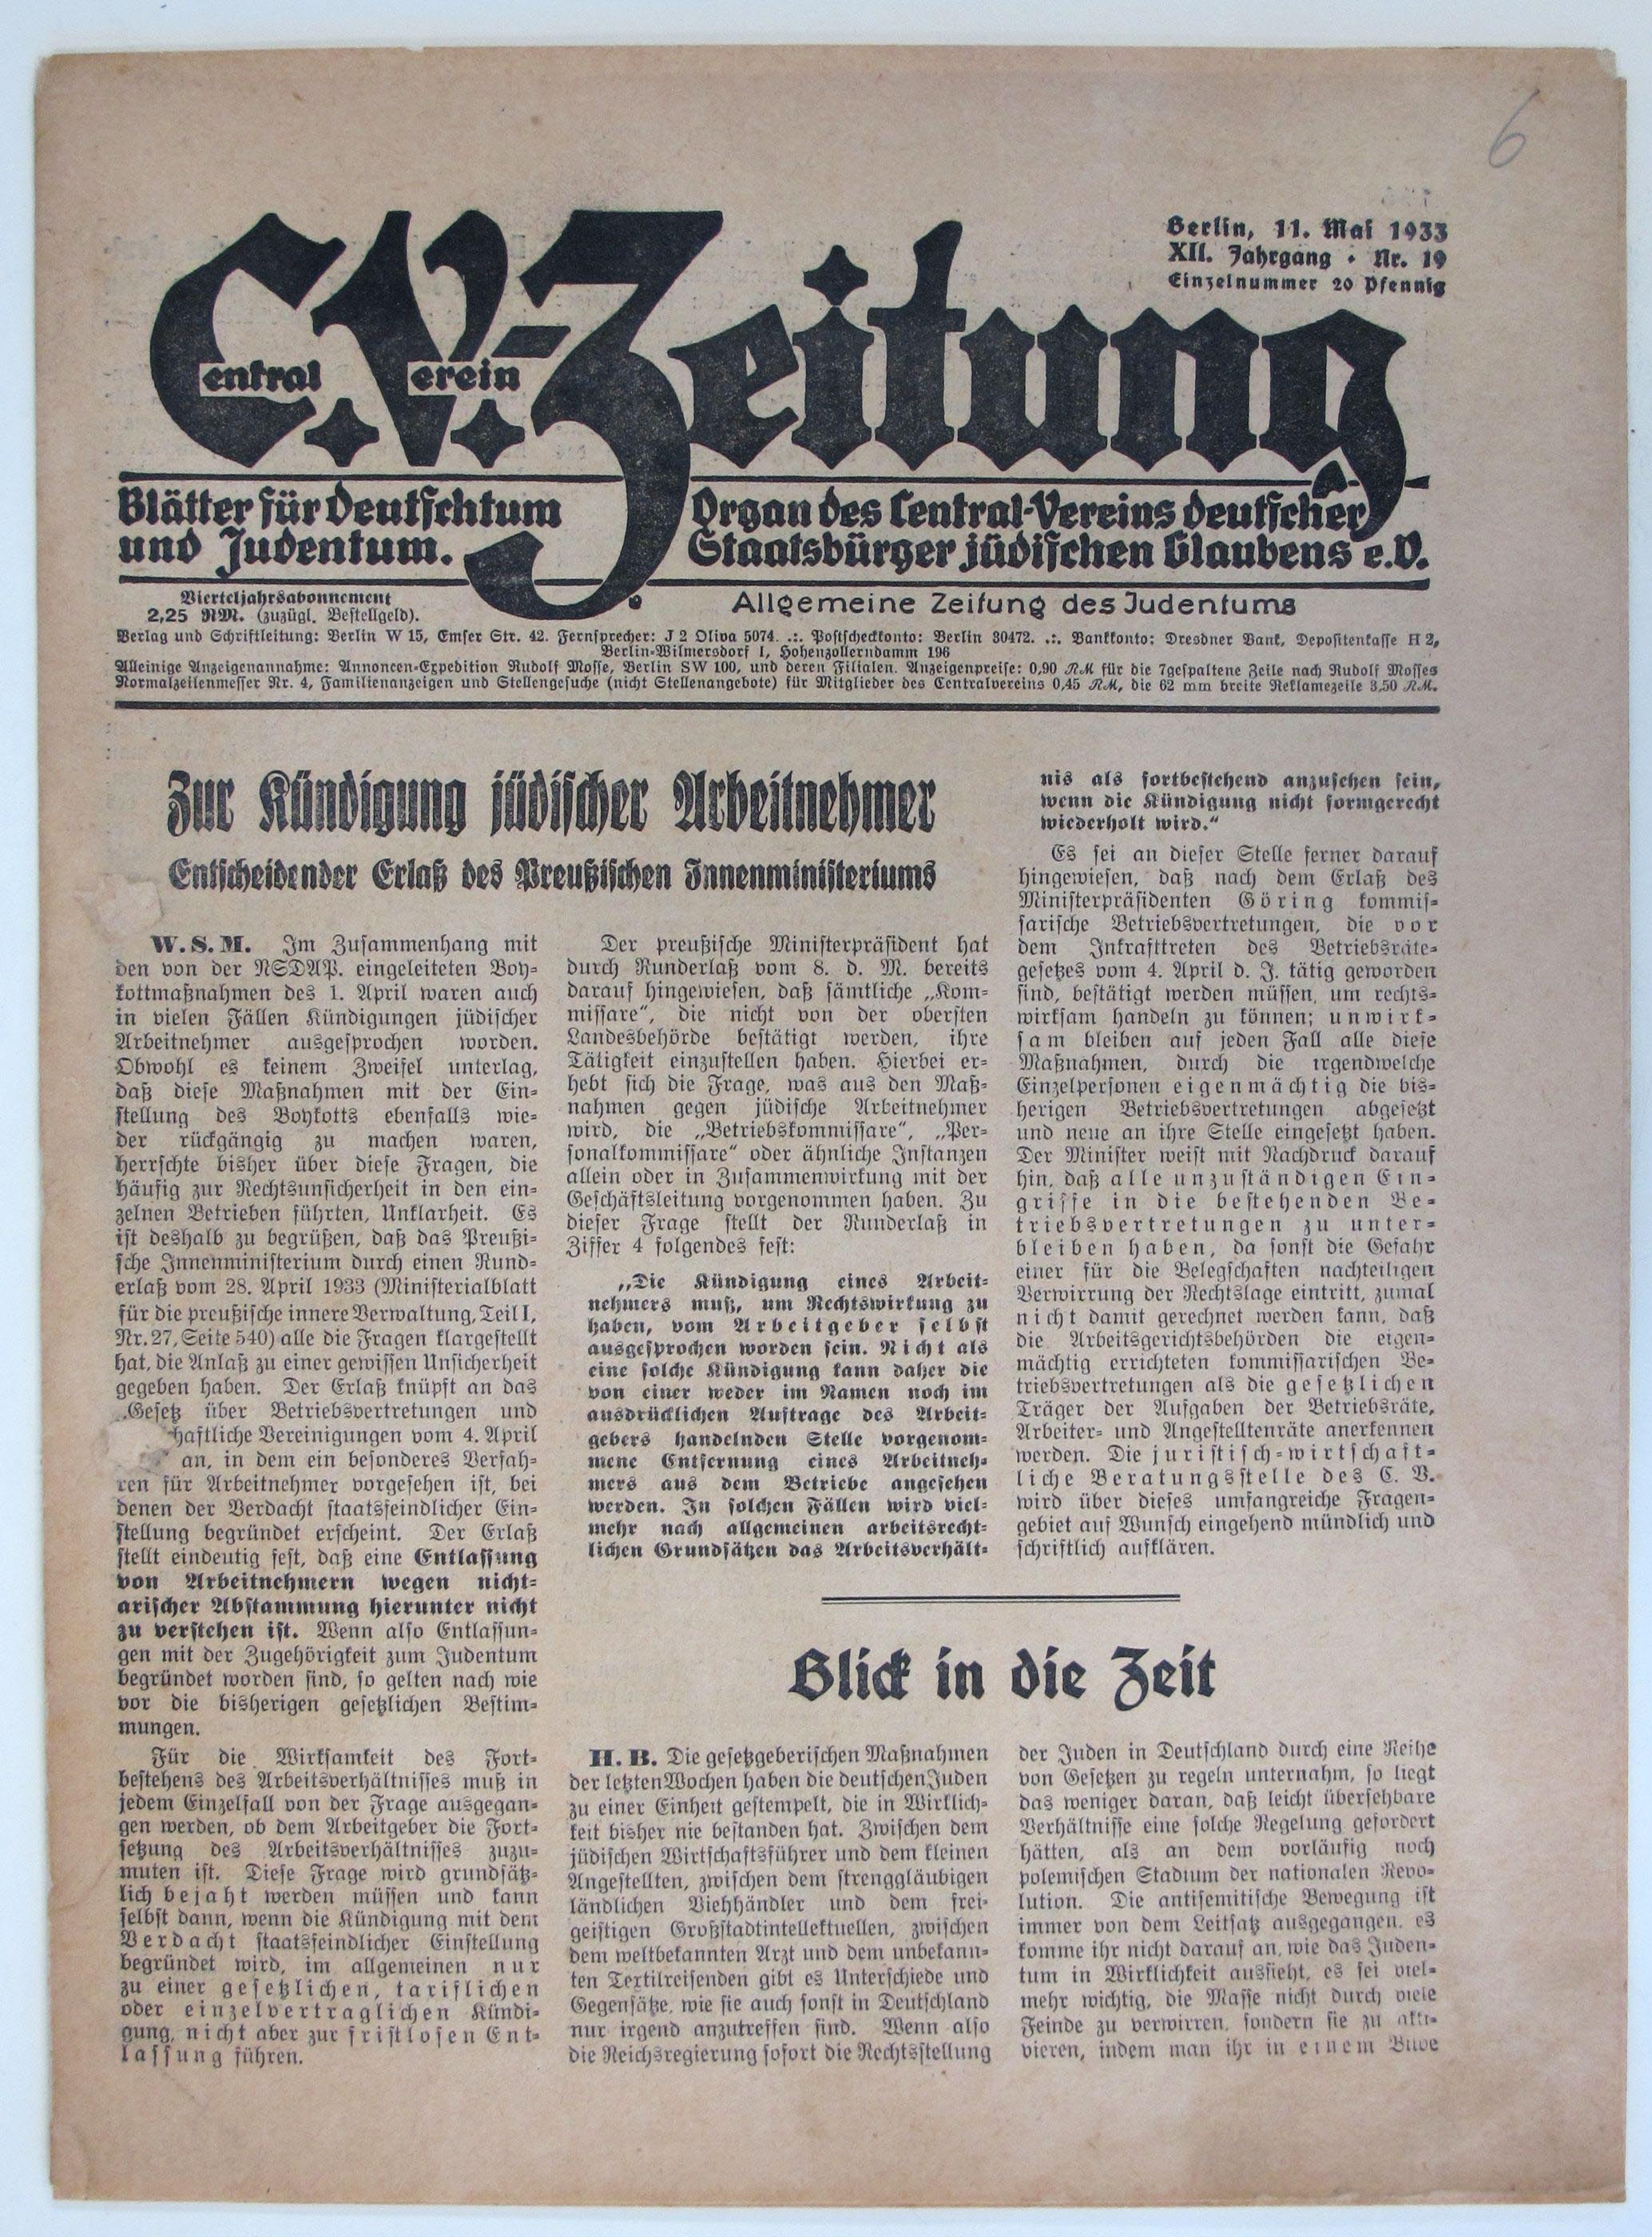 6
Berlin, 11. Mai 1933
XII. Jahrgang · Nr. 19
Einzelnummer 20 Pfennig
C.V.-Zeitung
entral erein
Blätter für Deutschtum
und Judentum.
Organ des Central-Vereins deutscher
Staatsbürger jüdischen Glaubens e.V.
Allgemeine Zeitung des Judentums
Vierteljahrsabonnement
2,25 RM. (zuzügl. Bestellgeld).
Verlag und Schriftleitung: Berlin W 15, Emser Str. 42. Fernsprecher: J 2 Oliva 5074. .:. Postscheckkonto: Berlin 30472. .:. Bankkonto: Dresdner Bank, Depositenkasse H 2,
Berlin-Wilmersdorf 1, Hohenzollerndamm 196
Alleinige Anzeigenannahme: Annoncen-Expedition Rudolf Mosse, Berlin SW 100, und deren Filialen. Anzeigenpreise: 0,90 RM für die 7gespaltene Zeile nach Rudolf Mosses
Normalzeilenmesser Nr. 4, Familienanzeigen und Stellengesuche (nicht Stellenangebote) für Mitglieder des Centralvereins 0,45 RM, die 62 mm breite Reklamezeile 3,50 RM.
Zur Kündigung jüdischer Arbeitnehmer
Entscheidender Erlaß des Preußischen Innenministeriums
W. S. M. Im Zusammenhang mit
den von der NSDAP. eingeleiteten Boy-
kottmaßnahmen des 1. April waren auch
in vielen Fällen Kündigungen jüdischer
Arbeitnehmer ausgesprochen worden.
Obwohl es keinem Zweifel unterlag,
daß diese Maßnahmen mit der Ein-
stellung des Boykotts ebenfalls wie-
der rückgängig zu machen waren,
herrschte bisher über diese Fragen, die
häufig zur Rechtsunsicherheit in den ein-
zelnen Betrieben führten, Unklarheit. Es
ist deshalb zu begrüßen, daß das Preußi-
sche Innenministerium durch einen Rund-
erlaß vom 28. April 1933 (Ministerialblatt
für die preußische innere Verwaltung, Teil I,
Nr. 27, Seite 540) alle die Fragen klargestellt
hat, die Anlaß zu einer gewissen Unsicherheit
gegeben haben. Der Erlaß knüpft an das
„Gesetz über Betriebsvertretungen und
haftliche Vereinigungen vom 4. April
an, in dem ein besonderes Verfah-
ren für Arbeitnehmer vorgesehen ist, bei
denen der Verdacht staatsfeindlicher Ein-
stellung begründet erscheint. Der Erlaß
stellt eindeutig fest, daß eine Entlassung
von Arbeitnehmern wegen nicht-
arischer Abstammung hierunter nicht
zu verstehen ist. Wenn also Entlassun-
gen mit der Zugehörigkeit zum Judentum
begründet worden sind, so gelten nach wie
vor die bisherigen gesetzlichen Bestim-
mungen.
Für die Wirksamkeit des Fort-
bestehens des Arbeitsverhältnisses muß in
jedem Einzelfall von der Frage ausgegan-
gen werden, ob dem Arbeitgeber die Fort-
setzung des Arbeitsverhältnisses zuzu-
muten ist. Diese Frage wird grundsätz-
lich bejaht werden müssen und kann
selbst dann, wenn die Kündigung mit dem
Verdacht staatsfeindlicher Einstellung
begründet wird, im allgemeinen nur
zu einer gesetzlichen, tariflichen
oder einzelvertraglichen Kündi-
gung, nicht aber zur fristlosen Ent-
lassung führen.
Der preußische Ministerpräsident hat
durch Runderlaß vom 8. d. M. bereits
darauf hingewiesen, daß sämtliche „Kom-
missare“, die nicht von der obersten
Landesbehörde bestätigt werden, ihre
Tätigkeit einzustellen haben. Hierbei er-
hebt sich die Frage, was aus den Maß-
nahmen gegen jüdische Arbeitnehmer
wird, die „Betriebskommissare“, „Per-
sonalkommissare“ oder ähnliche Instanzen
allein oder in Zusammenwirkung mit der
Geschäftsleitung vorgenommen haben. Zu
dieser Frage stellt der Runderlaß in
Ziffer 4 folgendes fest:
„Die Kündigung eines Arbeit-
nehmers muß, um Rechtswirkung zu
haben, vom Arbeitgeber selbst
ausgesprochen worden sein. Nicht als
eine solche Kündigung kann daher die
von einer weder im Namen noch im
ausdrücklichen Auftrage des Arbeit-
gebers handelnden Stelle vorgenom-
mene Entfernung eines Arbeitneh-
mers aus dem Betriebe angesehen
werden. In solchen Fällen wird viel-
mehr nach allgemeinen arbeitsrecht-
lichen Grundsätzen das Arbeitsverhält-
nis als fortbestehend anzusehen sein,
wenn die Kündigung nicht formgerecht
wiederholt wird.“
Es sei an dieser Stelle ferner darauf
hingewiesen, daß nach dem Erlaß des
Ministerpräsidenten Göring kommis-
sarische Betriebsvertretungen, die vor
dem Inkrafttreten des Betriebsräte-
gesetzes vom 4. April d. J. tätig geworden
sind, bestätigt werden müssen, um rechts-
wirksam handeln zu können; unwirk-
sam bleiben auf jeden Fall alle diese
Maßnahmen, durch die irgendwelche
Einzelpersonen eigenmächtig die bis-
herigen Betriebsvertretungen abgesetzt
und neue an ihre Stelle eingesetzt haben.
Der Minister weist mit Nachdruck darauf
hin, daß alle unzuständigen Ein-
griffe in die bestehenden Be-
triebsvertretungen zu unter-
bleiben haben, da sonst die Gefahr
einer für die Belegschaften nachteiligen
Verwirrung der Rechtslage eintritt, zumal
nicht damit gerechnet werden kann, daß
die Arbeitsgerichtsbehörden die eigen-
mächtig errichteten kommissarischen Be-
triebsvertretungen als die gesetzlichen
Träger der Aufgaben der Betriebsräte,
Arbeiter- und Angestelltenräte anerkennen
werden. Die juristisch-wirtschaft-
liche Beratungsstelle des C. V.
wird über dieses umfangreiche Fragen-
gebiet auf Wunsch eingehend mündlich und
schriftlich aufklären.
Blick in die Zeit
H. B. Die gesetzgeberischen Maßnahmen
der letzten Wochen haben die deutschen Juden
zu einer Einheit gestempelt, die in Wirklich-
keit bisher nie bestanden hat. Zwischen dem
jüdischen Wirtschaftsführer und dem kleinen
Angestellten, zwischen dem strenggläubigen
ländlichen Viehhändler und dem frei-
geistigen Großstadtintellektuellen, zwischen
dem weltbekannten Arzt und dem unbekann-
ten Textilreisenden gibt es Unterschiede und
Gegensätze, wie sie auch sonst in Deutschland
nur irgend anzutreffen sind. Wenn also
die Reichsregierung sofort die Rechtsstellung
der Juden in Deutschland durch eine Reihe
von Gesetzen zu regeln unternahm, so liegt
das weniger daran, daß leicht übersehbare
Verhältnisse eine solche Regelung gefordert
hätten, als an dem vorläufig noch
polemischen Stadium der nationalen Revo-
lution. Die antisemitische Bewegung ist
immer von dem Leitsatz ausgegangen, es
komme ihr nicht darauf an, wie das Juden-
tum in Wirklichkeit aussieht, es sei viel-
mehr wichtig, die Masse nicht durch viele
Feinde zu verwirren, sondern sie zu akti-
vieren, indem man ihr in einem Bilde